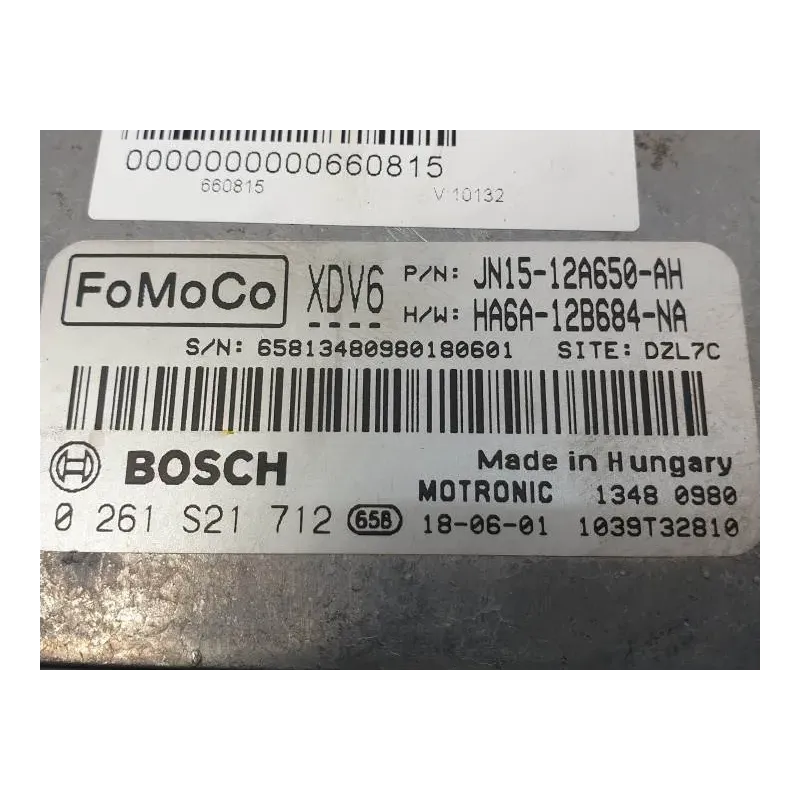 0000000000660815
660815 V 10132
FoMoCo XDV6 P/N: JN15-12A650-AH
H/W: HA6A-12B684-NA
S/N: 65813480980180601 SITE: DZL7C
BOSCH Made in Hungary
MOTRONIC 1348 0980
0 261 S21 712 658 18-06-01 1039T32810